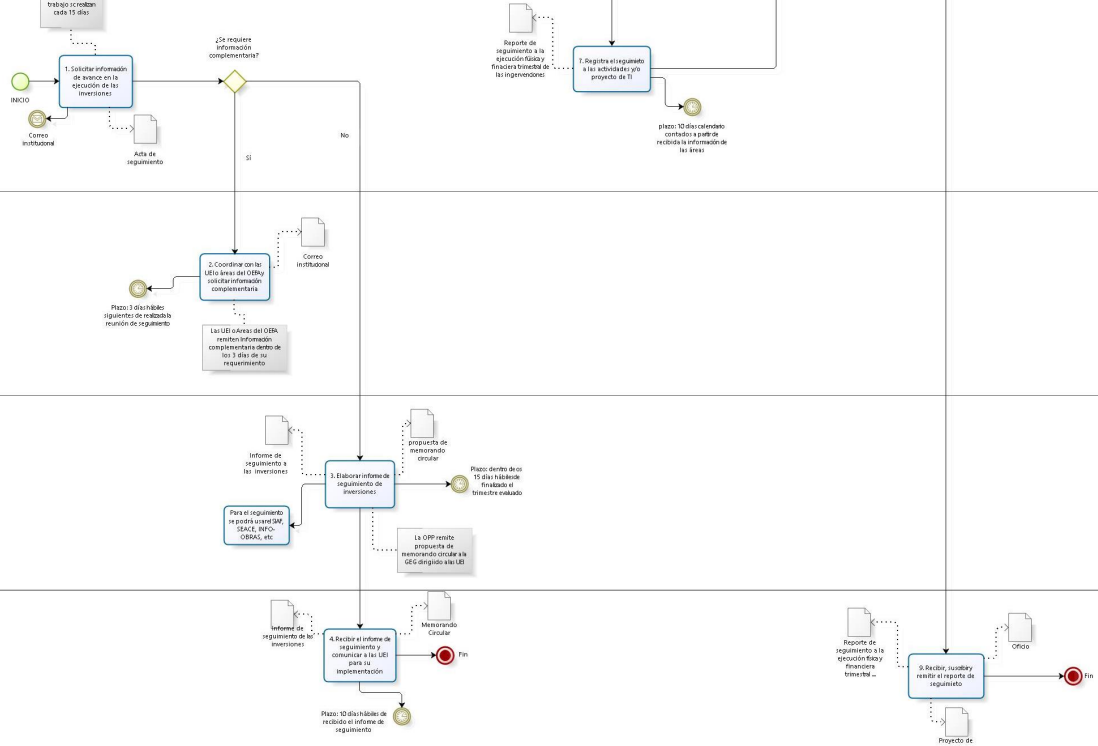 trabajo se realizan
cada 15 días
1. Solicitar información
de avance en la
ejecución de las
inversiones
INICIO
Correo
institucional
Acta de
seguimiento
¿Se requiere
información
complementaria?
Si
No
Reporte de
seguimiento a la
ejecución física y
finaciera trimestral de
las ingervendones
7. Registra el seguimieto
a las actividades y/o
proyecto de TI
plazo: 10 días calendario
contados a partir de
recibida la información de
las áreas
2. Coordinar con las
UEI o áreas del OEFA y
solicitar información
complementaria
Correo
institucional
Plazo: 3 días hábiles
siguientes de realizada la
reunión de seguimiento
Las UEI o Areas del OEFA
remiten Información
complementaria dentro de
los 3 días de su
requerimiento
Informe de
seguimiento a
las inversiones
propuesta de
memorando
circular
3. Elaborar informe de
seguimiento de
inversiones
Plazo: dentro de os
15 días hábiles de
finalizado el
trimestre evaluado
Para el seguimiento
se podrá usar el SIAF,
SEACE, INFO-
OBRAS, etc
La OPP remite
propuesta de
memorando circular a la
GEG dirigiido a las UEI
Informe de
seguimiento de las
inversiones
Memorando
Circular
4. Recibir el informe de
seguimiento y
comunicar a las UEI
para su
implementación
Fin
Plazo: 10 días hábiles de
recibido el informe de
seguimiento
Reporte de
seguimiento a la
ejecución física y
financiera
trimestral ...
Oficio
9. Recibir, suscibir y
remitir el reporte de
seguimieto
Fin
Proyecto de